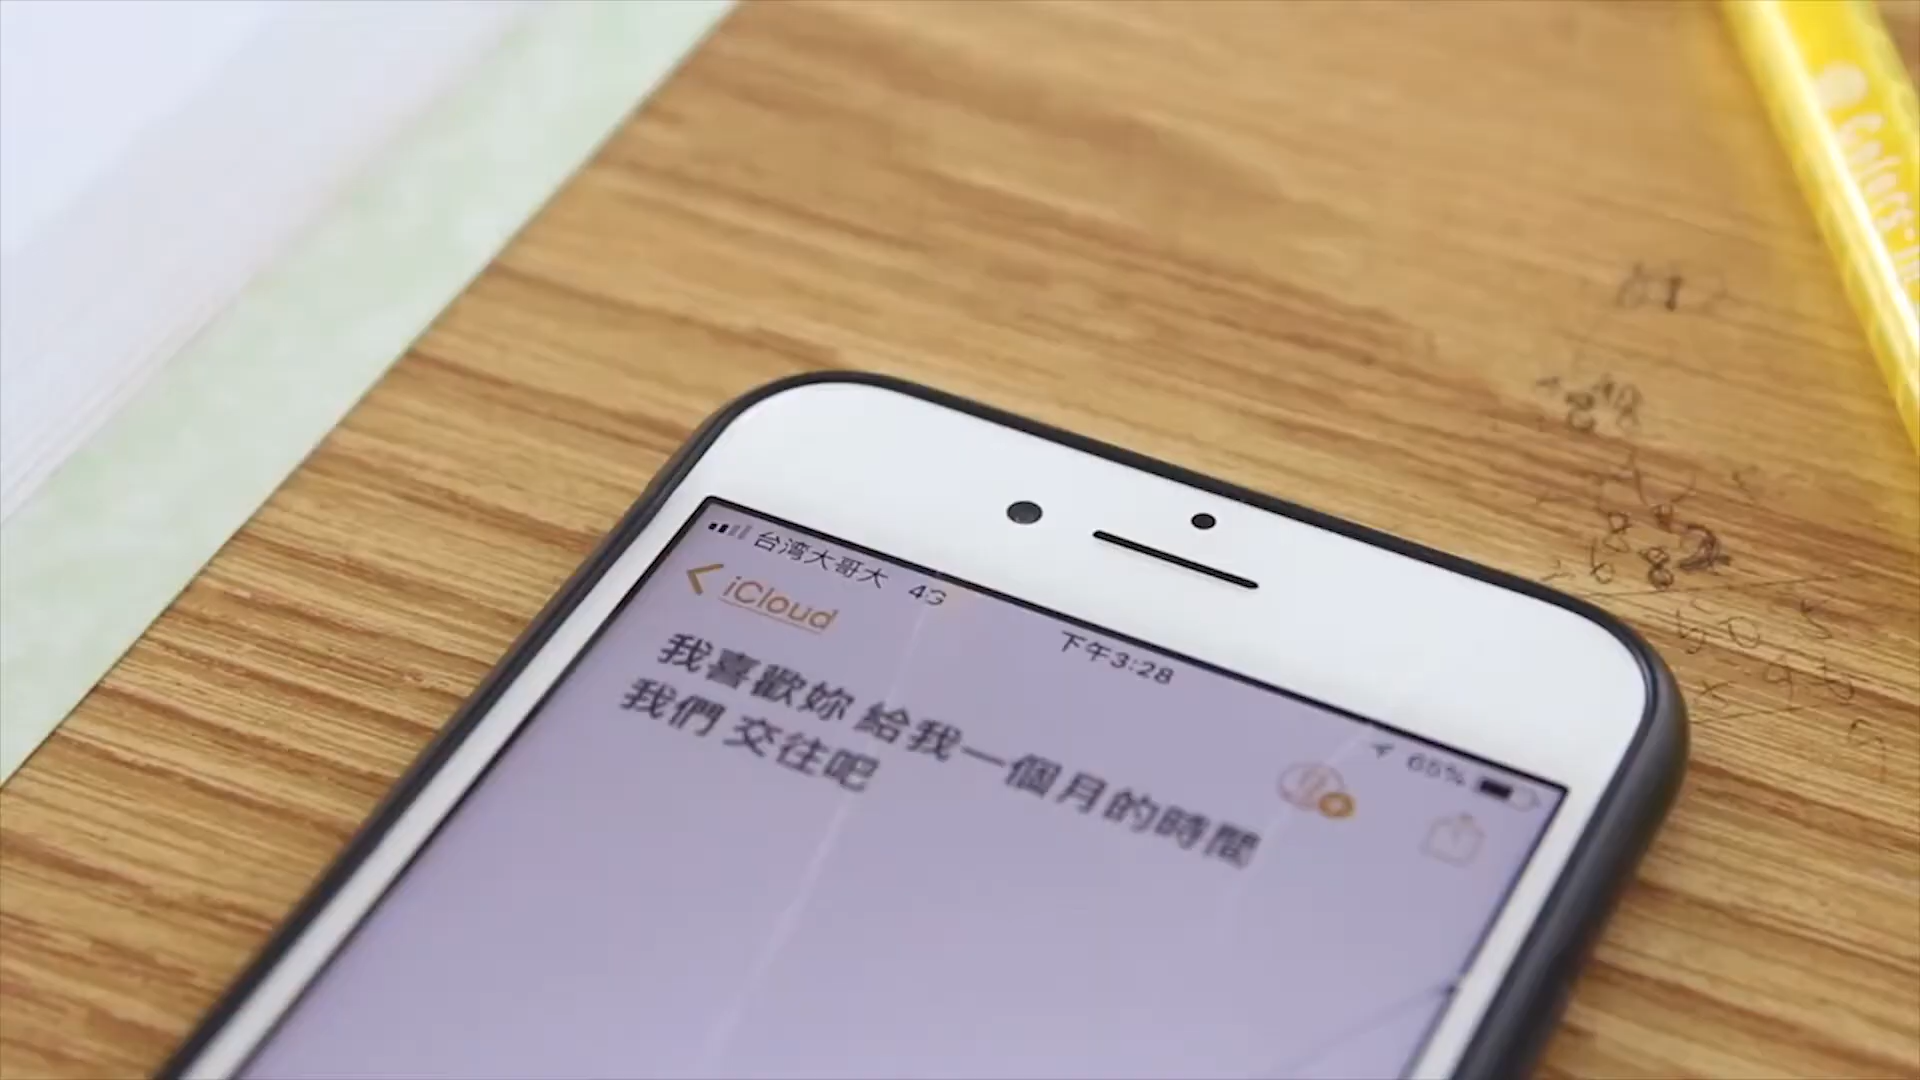 台湾大哥大 4G
下午3:28
65%
iCloud
我喜歡妳 給我一個月的時間
我們 交往吧